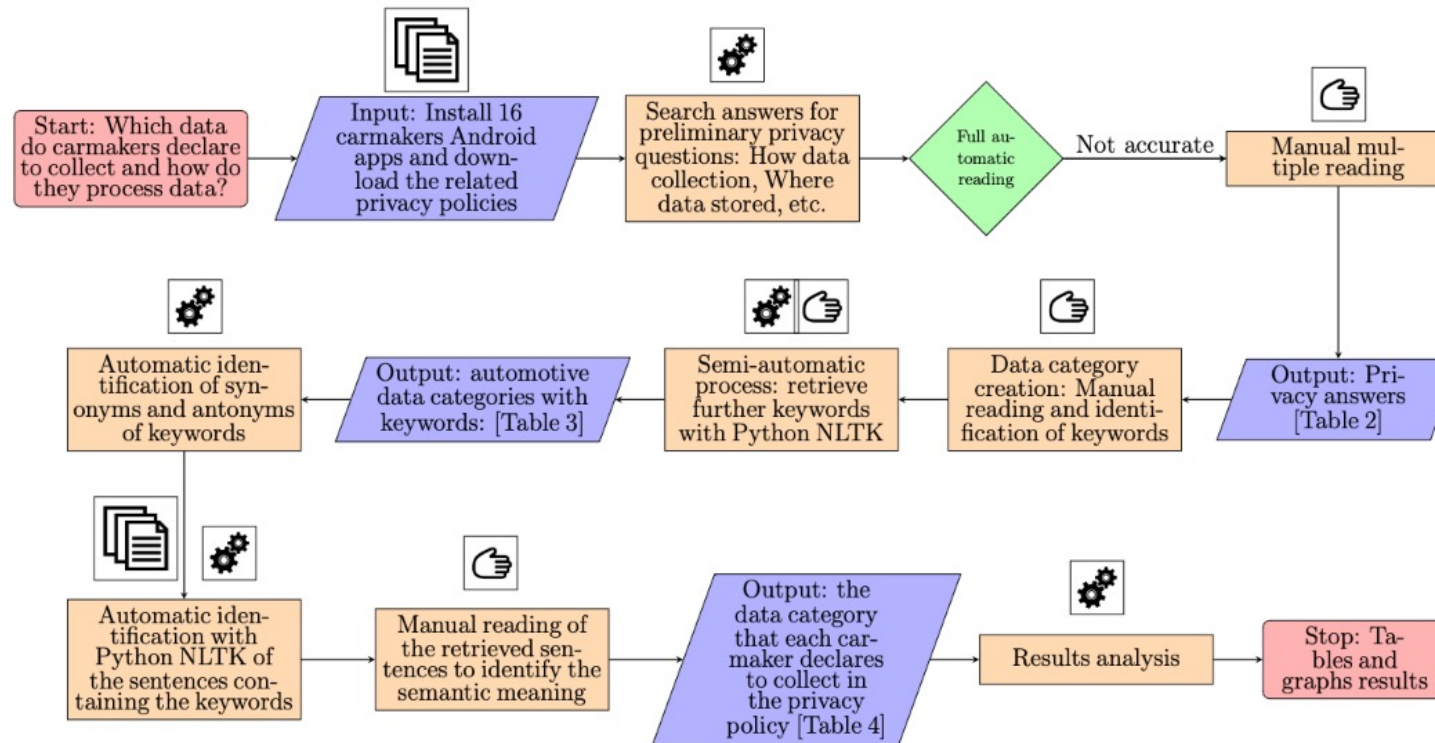 Start: Which data
do carmakers declare
to collect and how do
they process data?
Input: Install 16
carmakers Android
apps and down-
load the related
privacy policies
Search answers for
preliminary privacy
questions: How data
collection, Where
data stored, etc.
Full au-
tomatic
reading
Not accurate
Manual mul-
tiple reading
Output: Pri-
vacy answers
[Table 2]
Data category
creation: Manual
reading and identi-
fication of keywords
Semi-automatic
process: retrieve
further keywords
with Python NLTK
Output: automotive
data categories with
keywords: [Table 3]
Automatic iden-
tification of syn-
onyms and antonyms
of keywords
Automatic iden-
tification with
Python NLTK of
the sentences con-
taining the keywords
Manual reading of
the retrieved sen-
tences to identify the
semantic meaning
Output: the
data category
that each car-
maker declares
to collect in
the privacy
policy [Table 4]
Results analysis
Stop: Ta-
bles and
graphs results